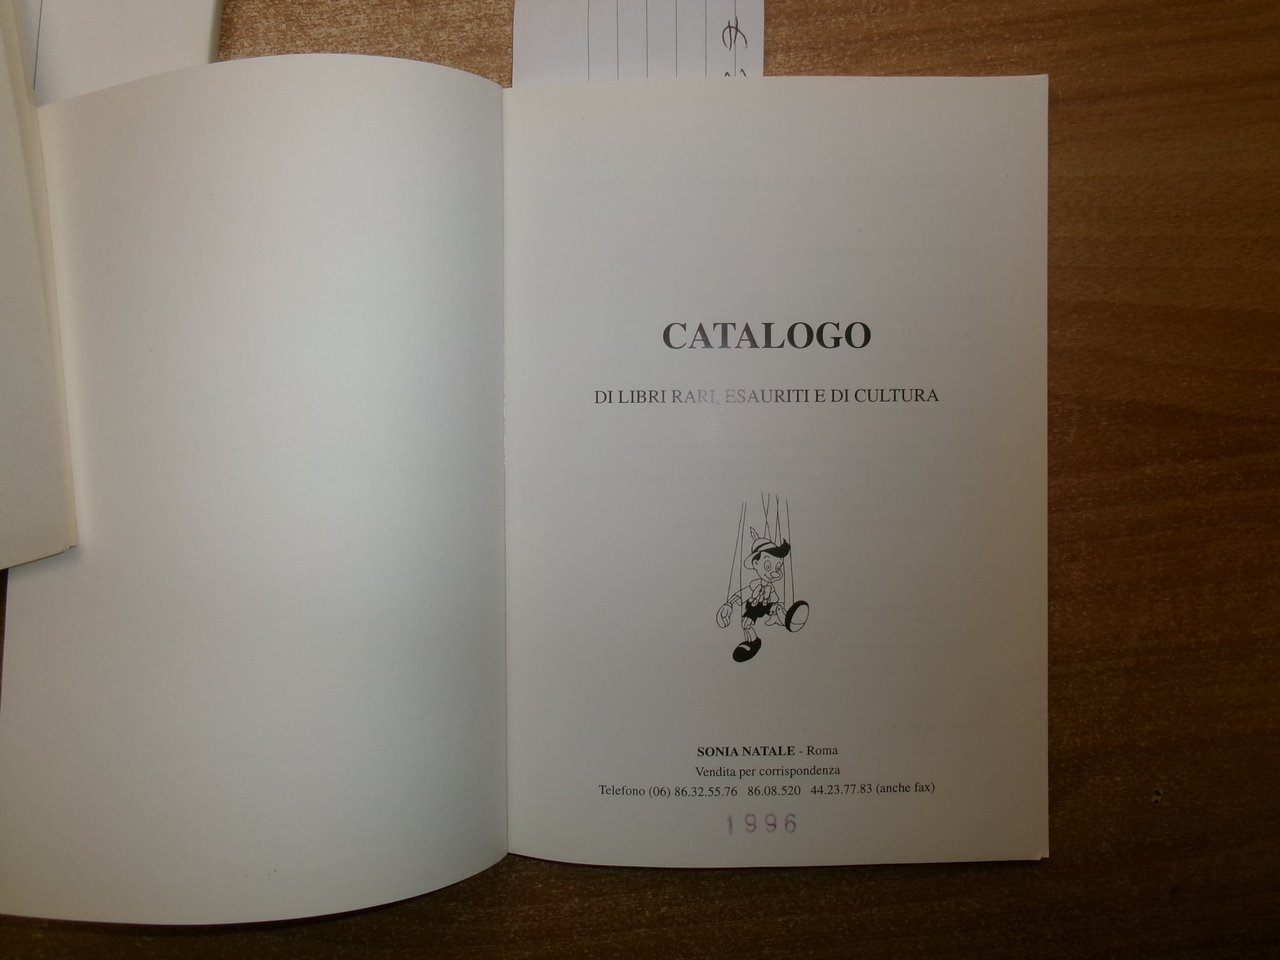 CATALOGO
DI LIBRI RARI, ESAURITI E DI CULTURA
SONIA NATALE - Roma
Vendita per corrispondenza
Telefono (06) 86.32.55.76 86.08.520 44.23.77.83 (anche fax)
1996